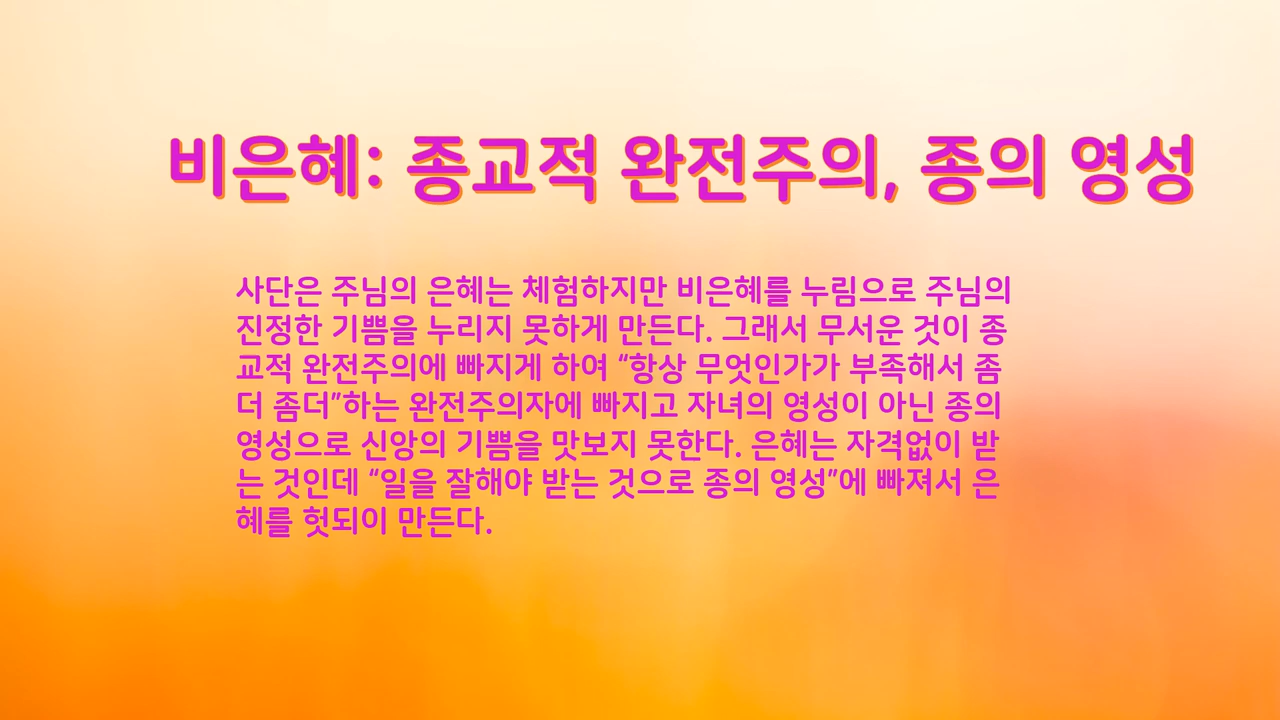 비은혜: 종교적 완전주의, 종의 영성
사단은 주님의 은혜는 체험하지만 비은혜를 누림으로 주님의
진정한 기쁨을 누리지 못하게 만든다. 그래서 무서운 것이 종
교적 완전주의에 빠지게 하여 “항상 무엇인가가 부족해서 좀
더 좀더”하는 완전주의자에 빠지고 자녀의 영성이 아닌 종의
영성으로 신앙의 기쁨을 맛보지 못한다. 은혜는 자격없이 받
는 것인데 “일을 잘해야 받는 것으로 종의 영성”에 빠져서 은
혜를 헛되이 만든다.